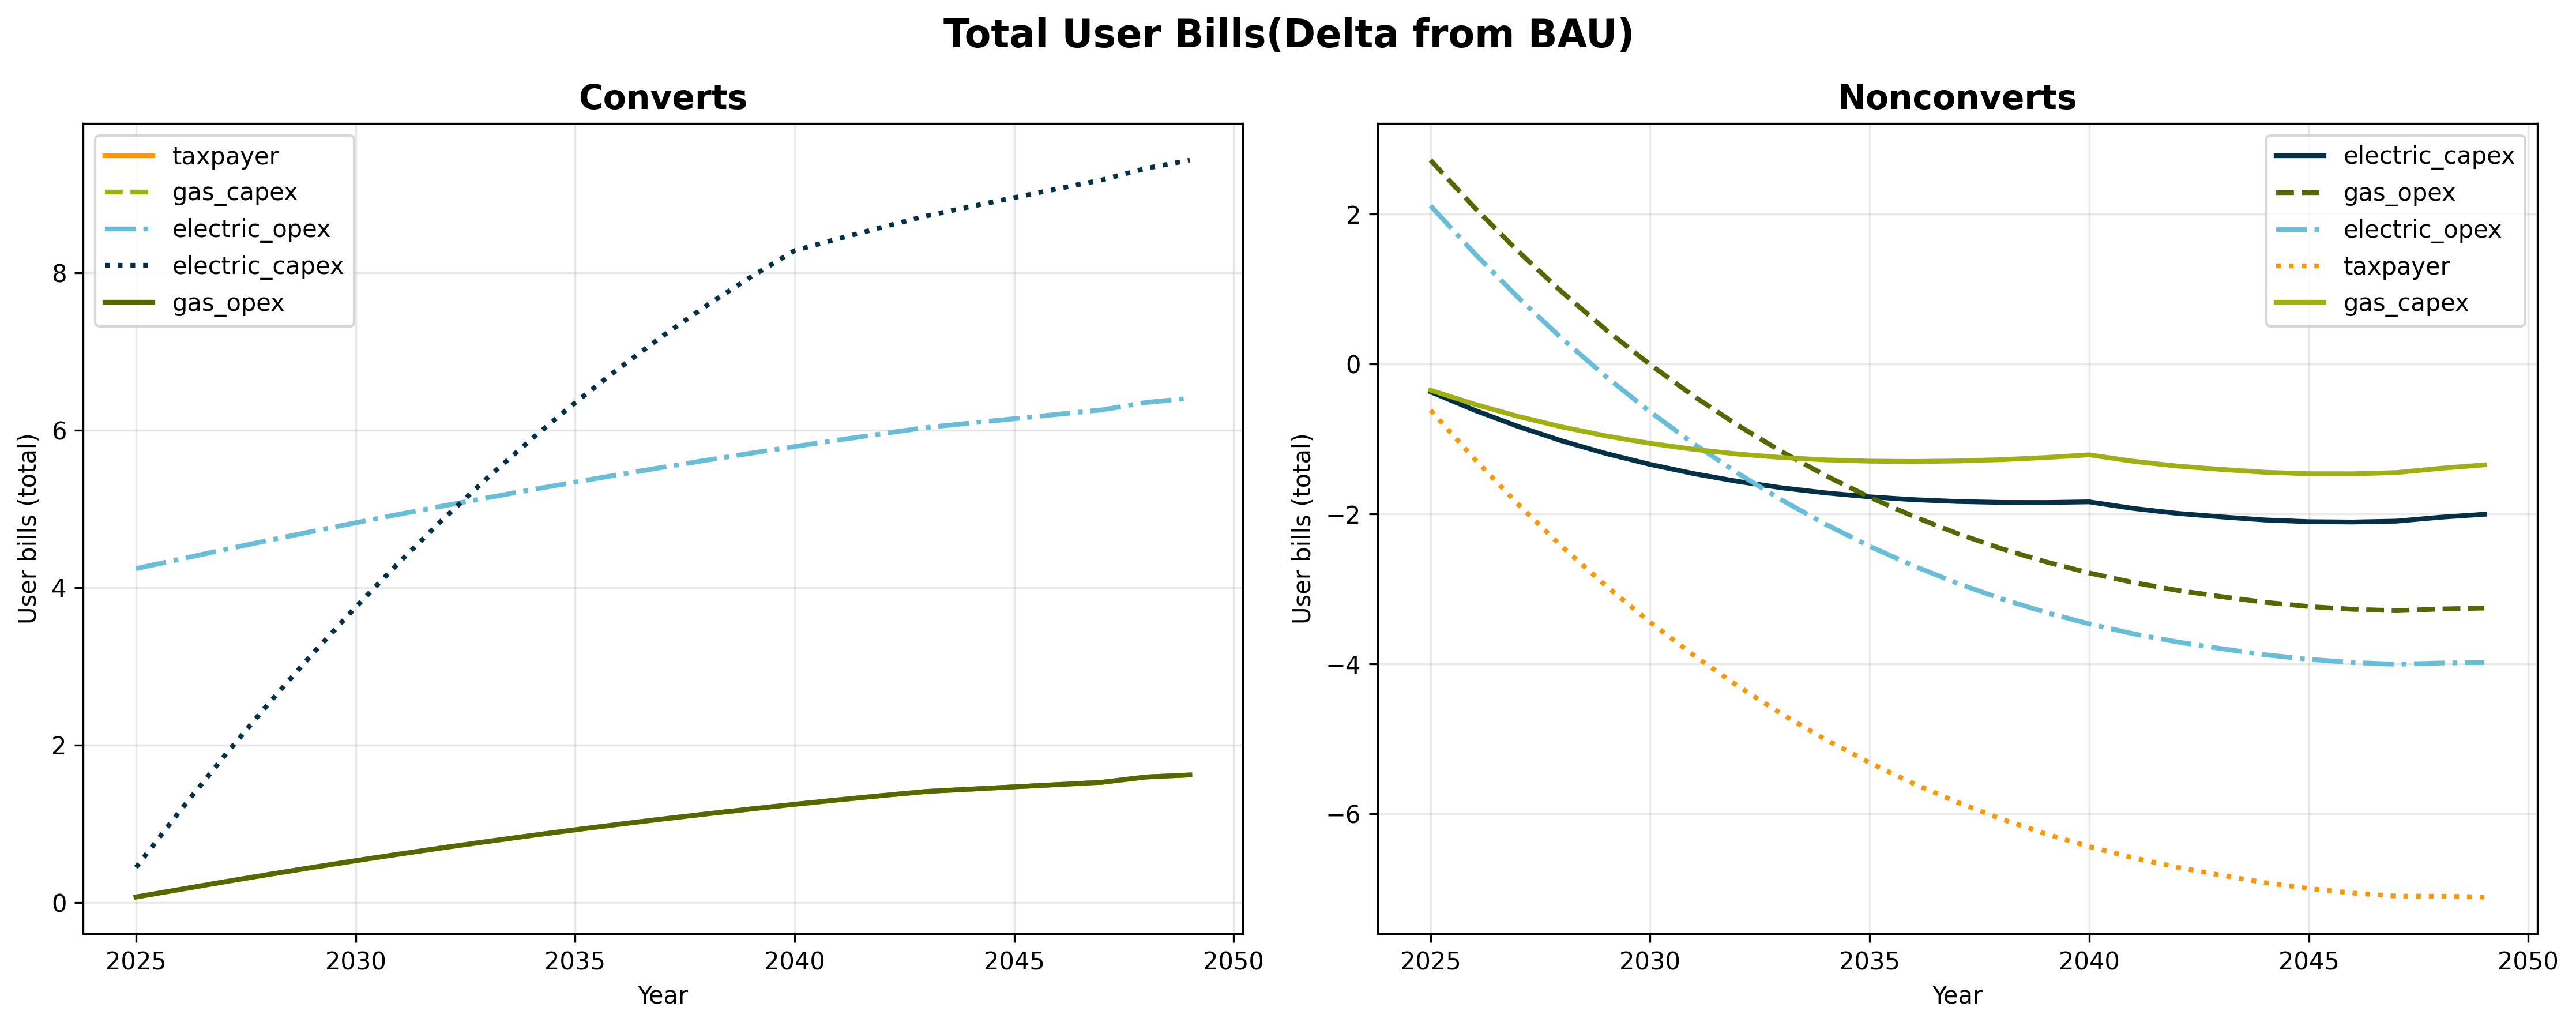 Total User Bills(Delta from BAU)
Converts
taxpayer
gas_capex
electric_opex
electric_capex
gas_opex
8
6
4
2
0
User bills (total)
2025 2030 2035 2040 2045 2050
Year
Nonconverts
electric_capex
gas_opex
electric_opex
taxpayer
gas_capex
2
0
−2
−4
−6
User bills (total)
2025 2030 2035 2040 2045 2050
Year